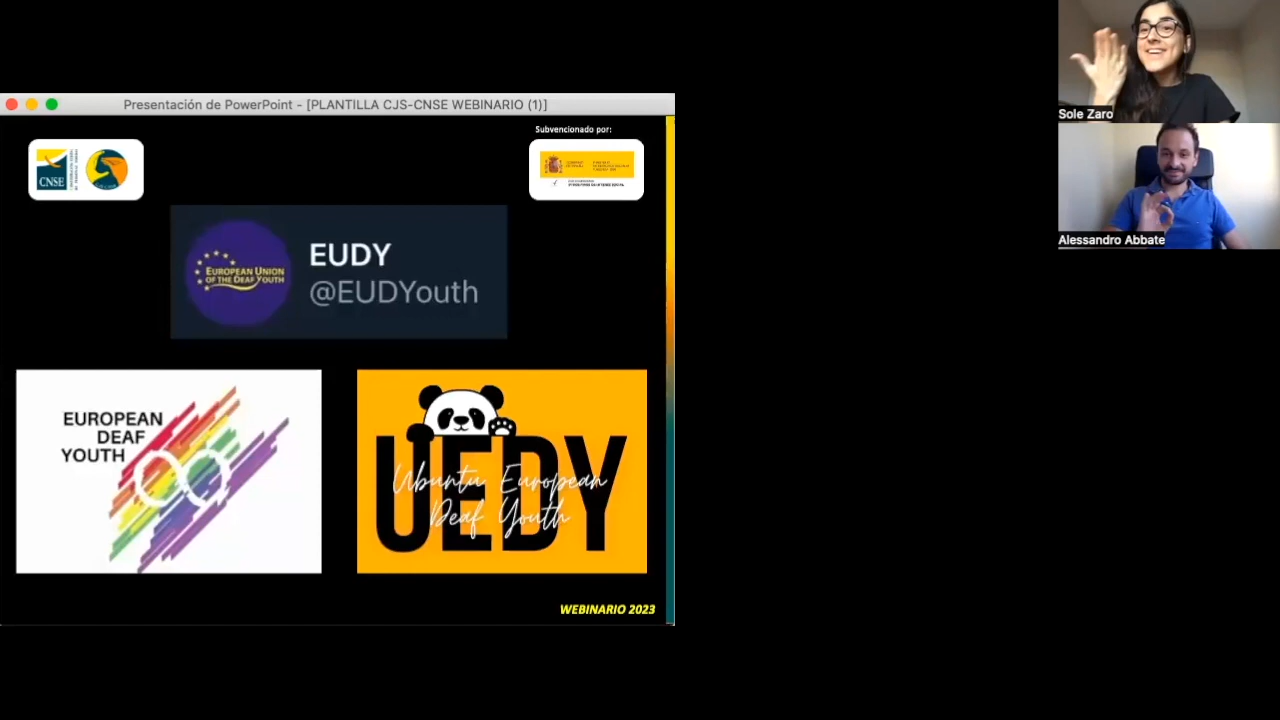 Presentación de PowerPoint - [PLANTILLA CJS-CNSE WEBINARIO (1)]
Subvencionado por:
CNSE
EUROPEAN UNION
OF THE DEAF YOUTH
EUDY
@EUDYouth
EUROPEAN
DEAF
YOUTH
UEDY
Ubuntu European
Deaf Youth
WEBINARIO 2023
Sole Zaro
Alessandro Abbate